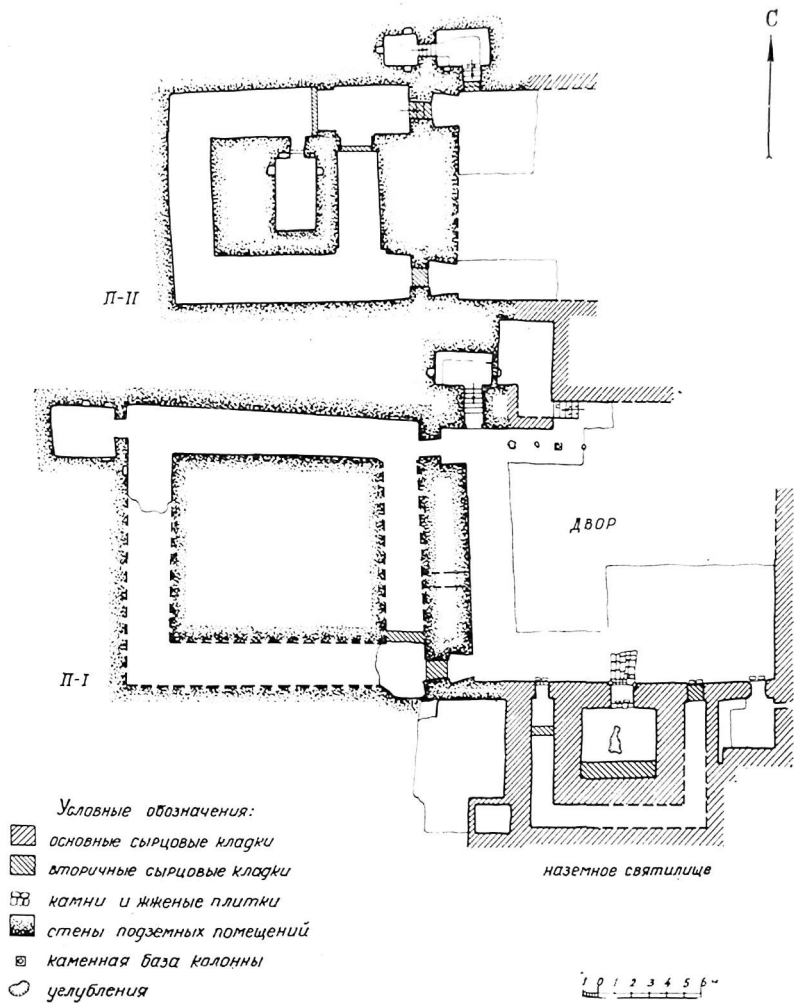 С
П-II
ДВОР
П-I
Условные обозначения:
основные сырцовые кладки
вторичные сырцовые кладки
камни и жженые плитки
стены подземных помещений
каменная база колонны
углубления
наземное святилище
1 0 1 2 3 4 5 6 м